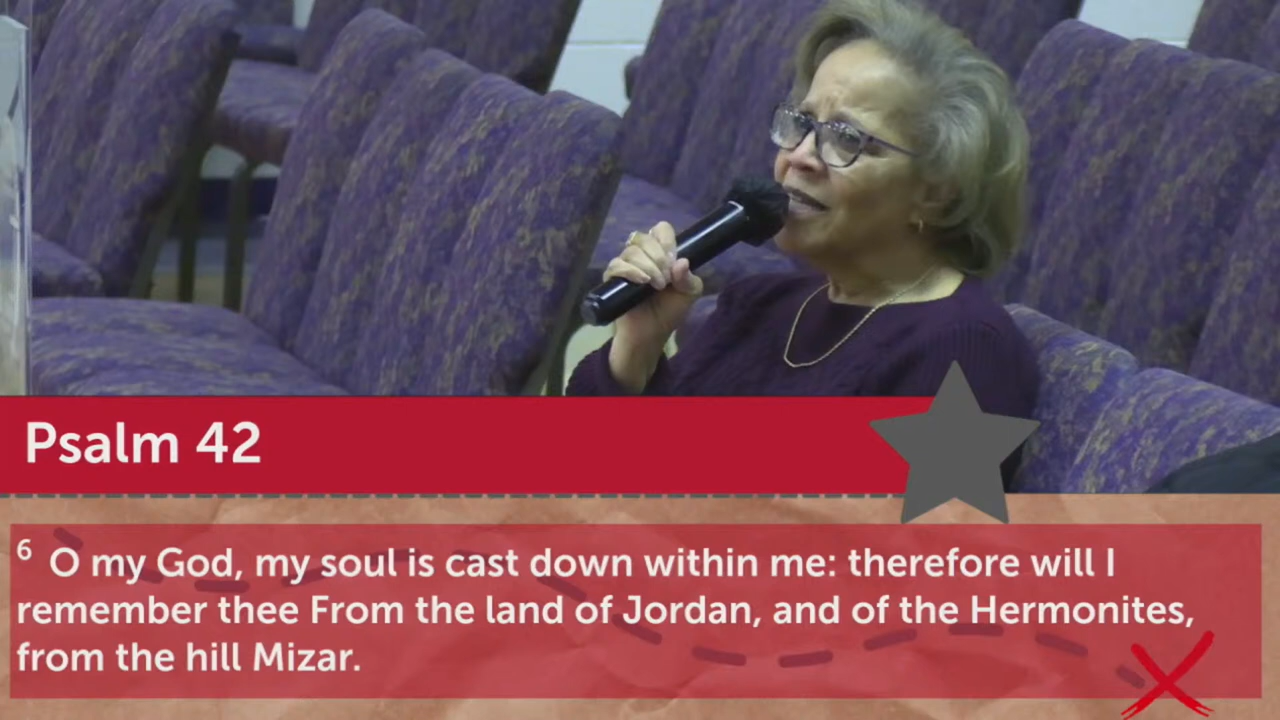 Psalm 42
6 O my God, my soul is cast down within me: therefore will I
remember thee From the land of Jordan, and of the Hermonites,
from the hill Mizar.